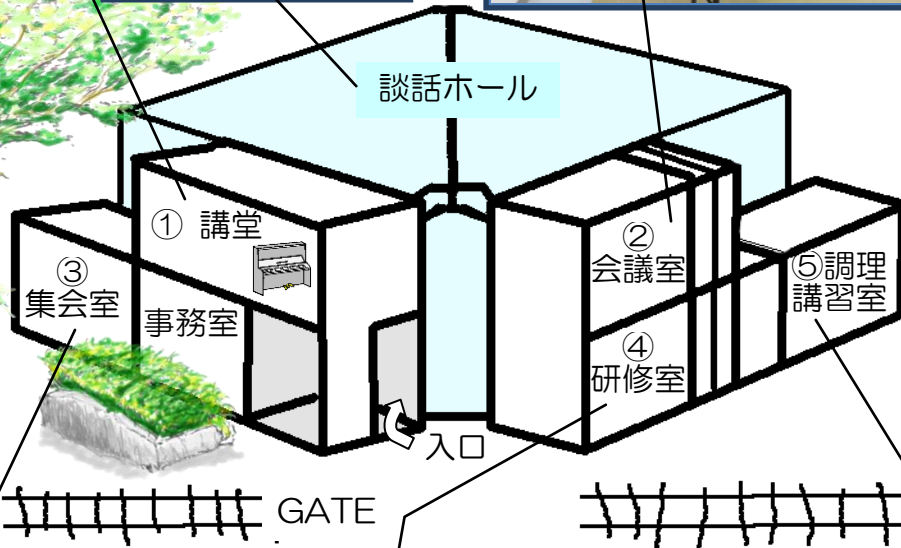 談話ホール
① 講堂
②
会議室
③
集会室
事務室
⑤調理
講習室
④
研修室
入口
GATE